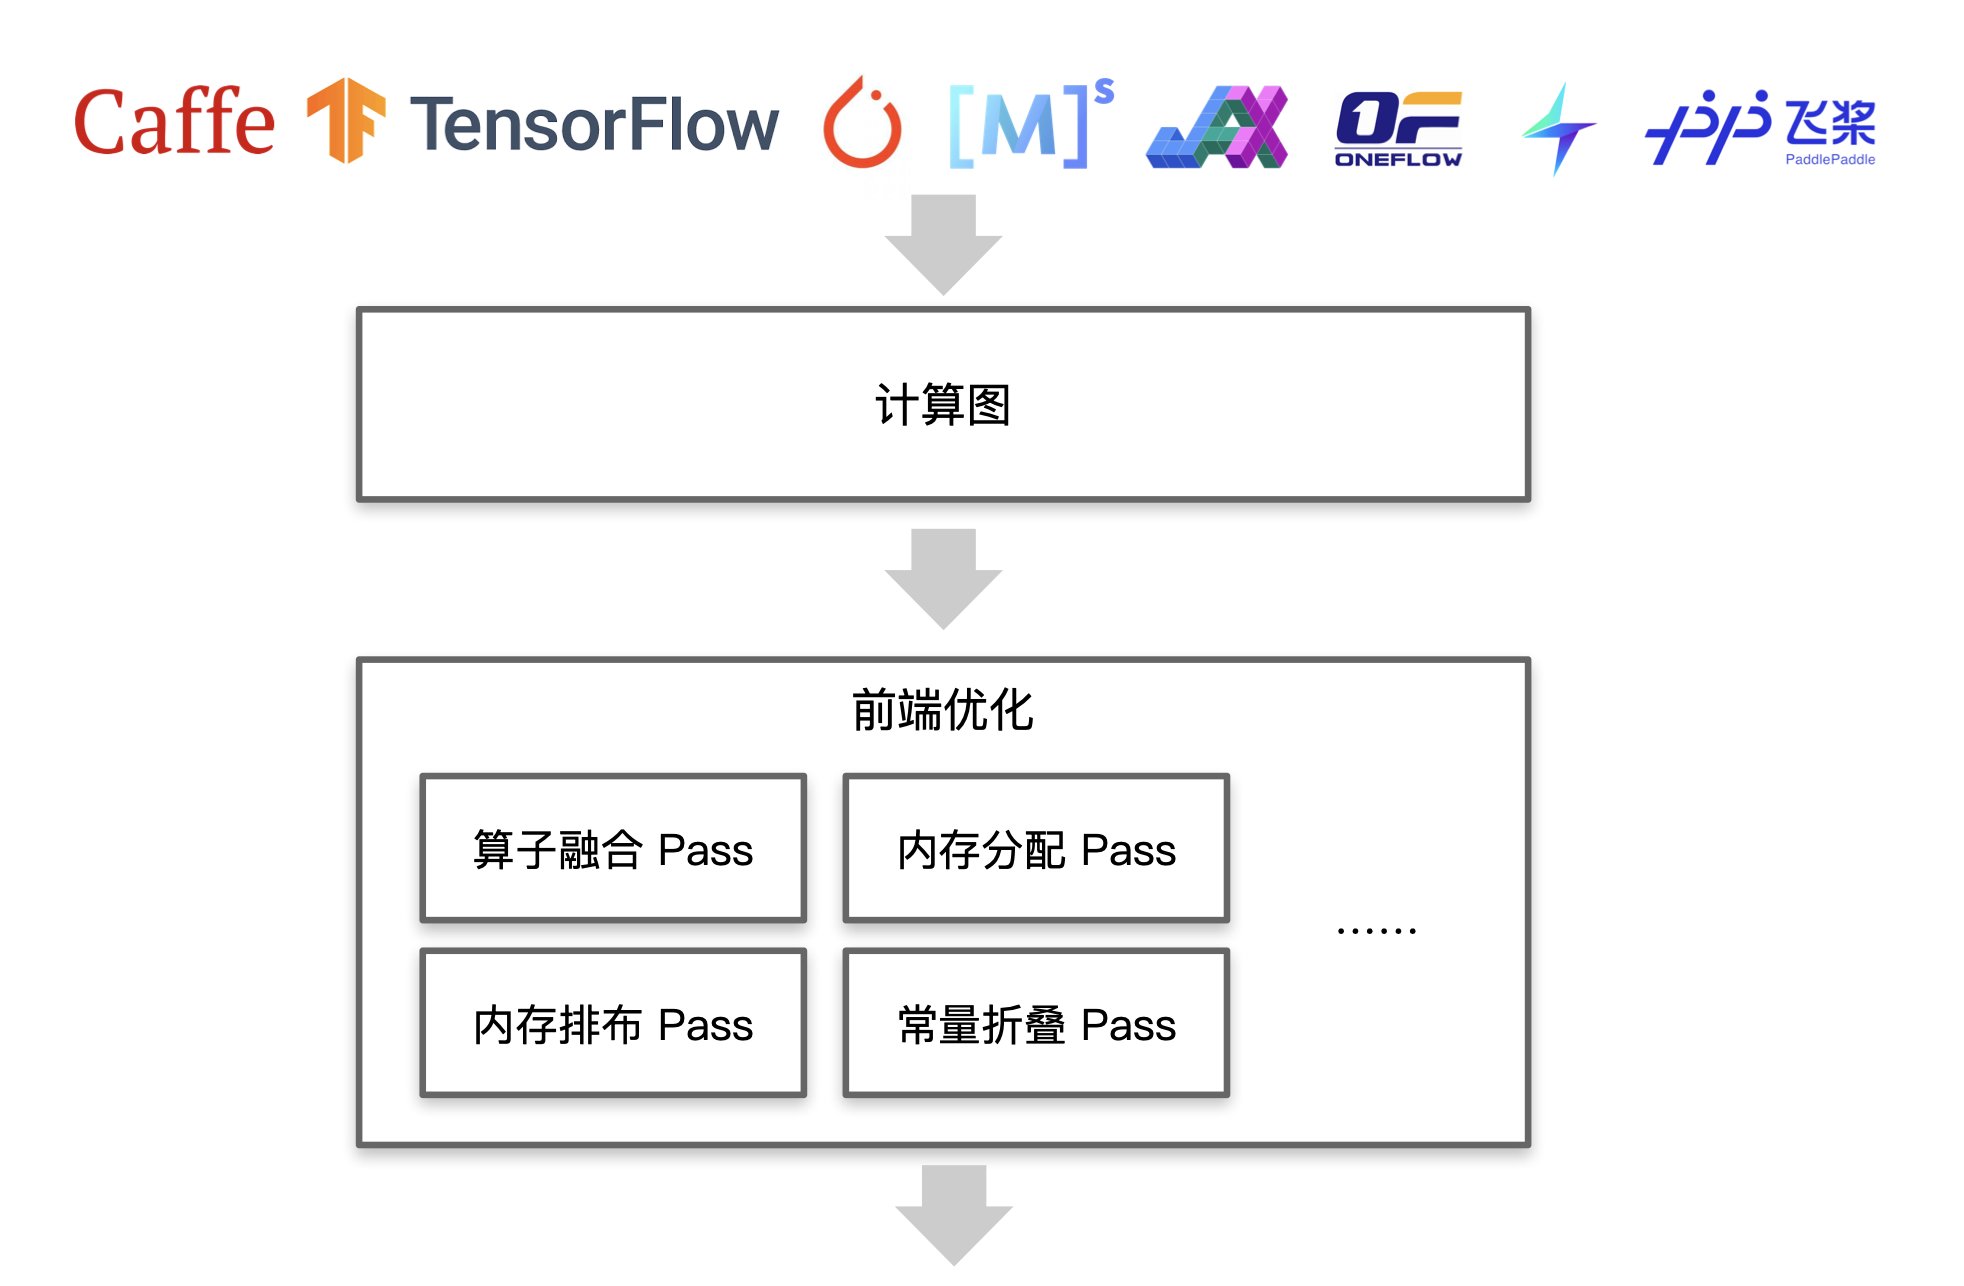 Caffe TensorFlow [M]s JAX OF 飞桨
ONEFLOW PaddlePaddle
计算图
前端优化
算子融合 Pass 内存分配 Pass
......
内存排布 Pass 常量折叠 Pass